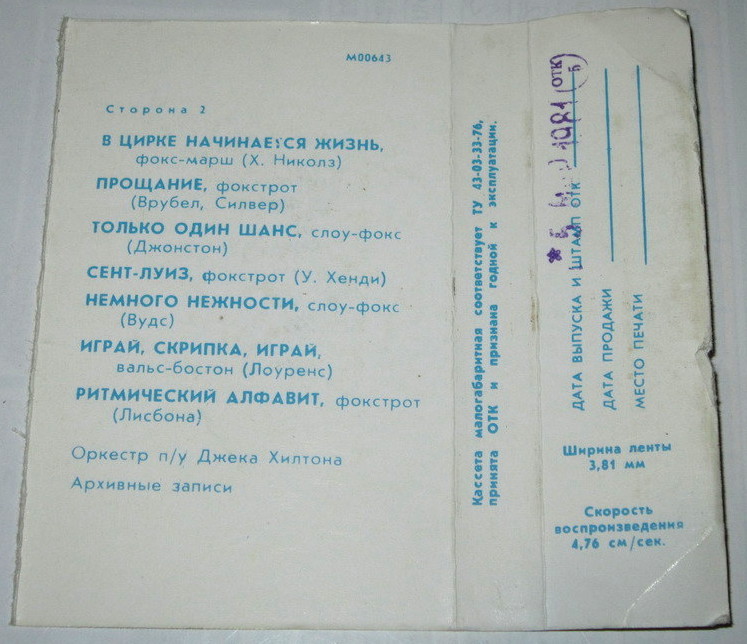 М00643
Сторона 2
В ЦИРКЕ НАЧИНАЕТСЯ ЖИЗНЬ,
фокс-марш (Х. Николз)
ПРОЩАНИЕ, фокстрот
(Врубел, Силвер)
ТОЛЬКО ОДИН ШАНС, слоу-фокс
(Джонстон)
СЕНТ-ЛУИЗ, фокстрот (У. Хенди)
НЕМНОГО НЕЖНОСТИ, слоу-фокс
(Вудс)
ИГРАЙ, СКРИПКА, ИГРАЙ,
вальс-бостон (Лоуренс)
РИТМИЧЕСКИЙ АЛФАВИТ, фокстрот
(Лисбона)
Оркестр п/у Джека Хилтона
Архивные записи
Кассета малогабаритная соответствует ТУ 43-03-33-76,
принята ОТК и признана годной к эксплуатации.
ДАТА ВЫПУСКА И ШТАМП ОТК
1981 (ОТК
5)
ДАТА ПРОДАЖИ
МЕСТО ПЕЧАТИ
Ширина ленты
3,81 мм
Скорость
воспроизведения
4,76 см/сек.